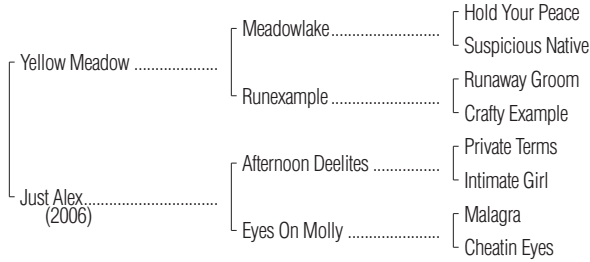 Hold Your Peace
Meadowlake
Suspicious Native
Yellow Meadow
Runaway Groom
Runexample
Crafty Example
Private Terms
Afternoon Deelites
Intimate Girl
Just Alex
(2006)
Malagra
Eyes On Molly
Cheatin Eyes